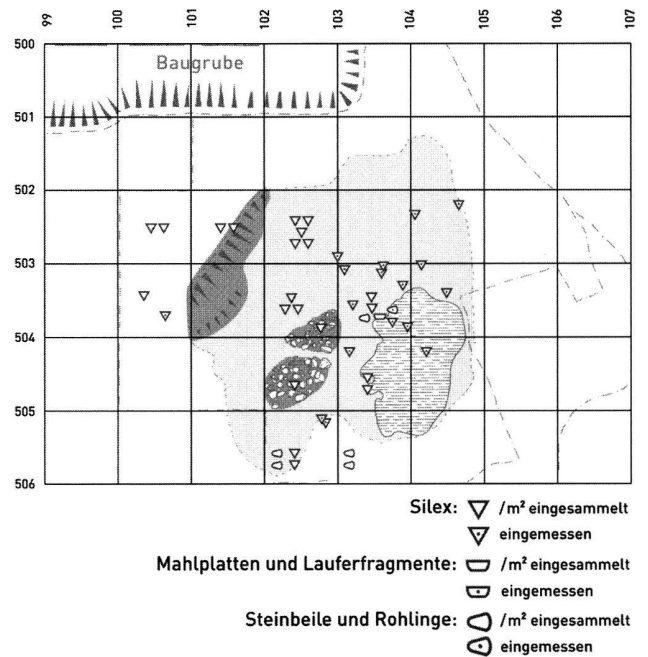 99 100 101 102 103 104 105 106 107
500
Baugrube
501
502
503
504
505
506
Silex: /m² eingesammelt
eingemessen
Mahlplatten und Lauferfragmente: /m² eingesammelt
eingemessen
Steinbeile und Rohlinge: /m² eingesammelt
eingemessen